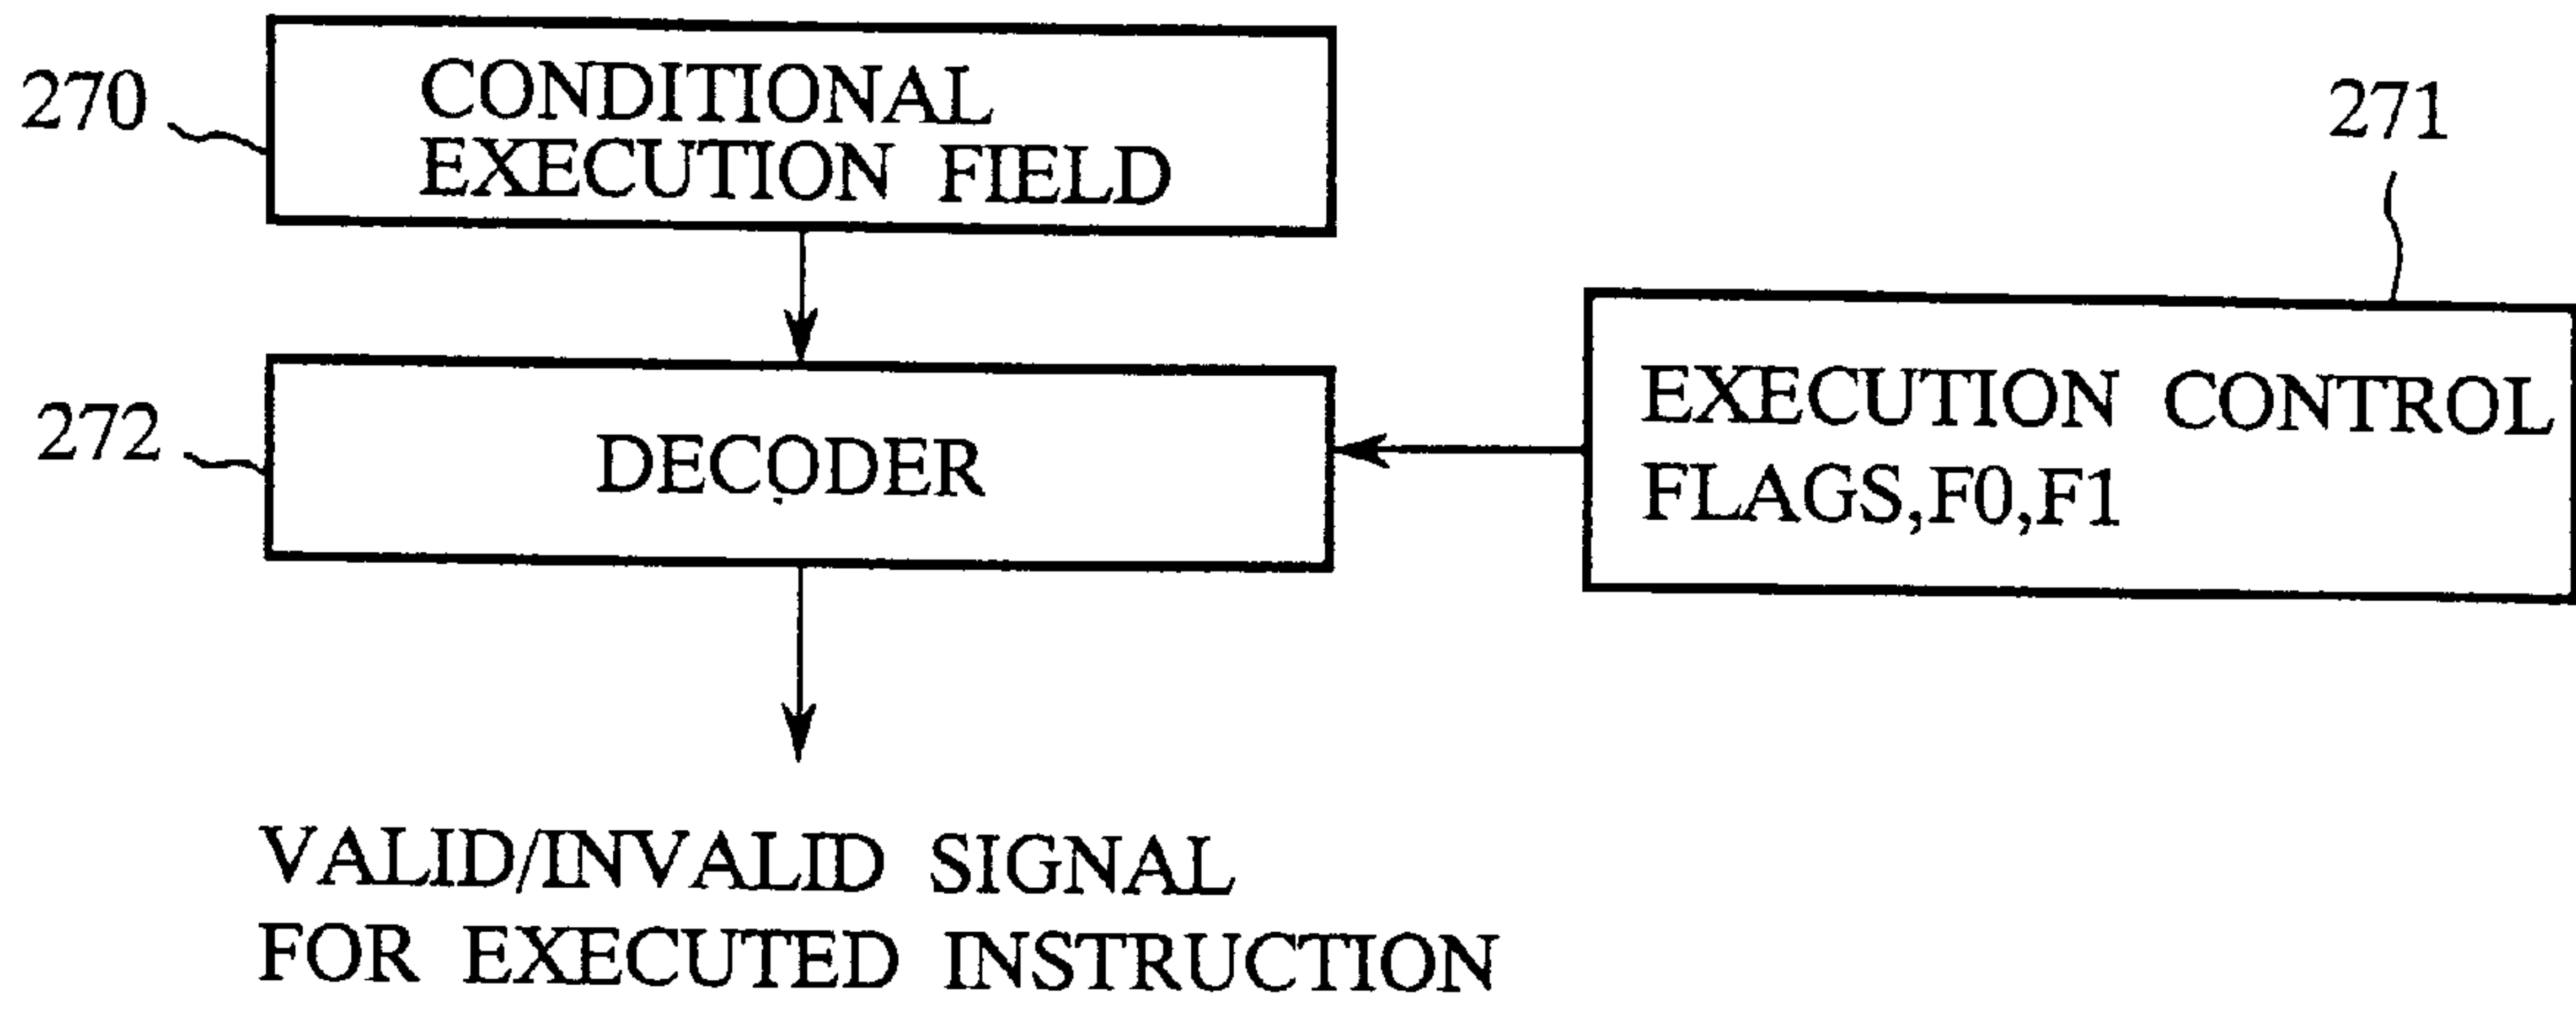 270
CONDITIONAL
EXECUTION FIELD
271
272
DECODER
EXECUTION CONTROL
FLAGS,F0,F1
VALID/INVALID SIGNAL
FOR EXECUTED INSTRUCTION